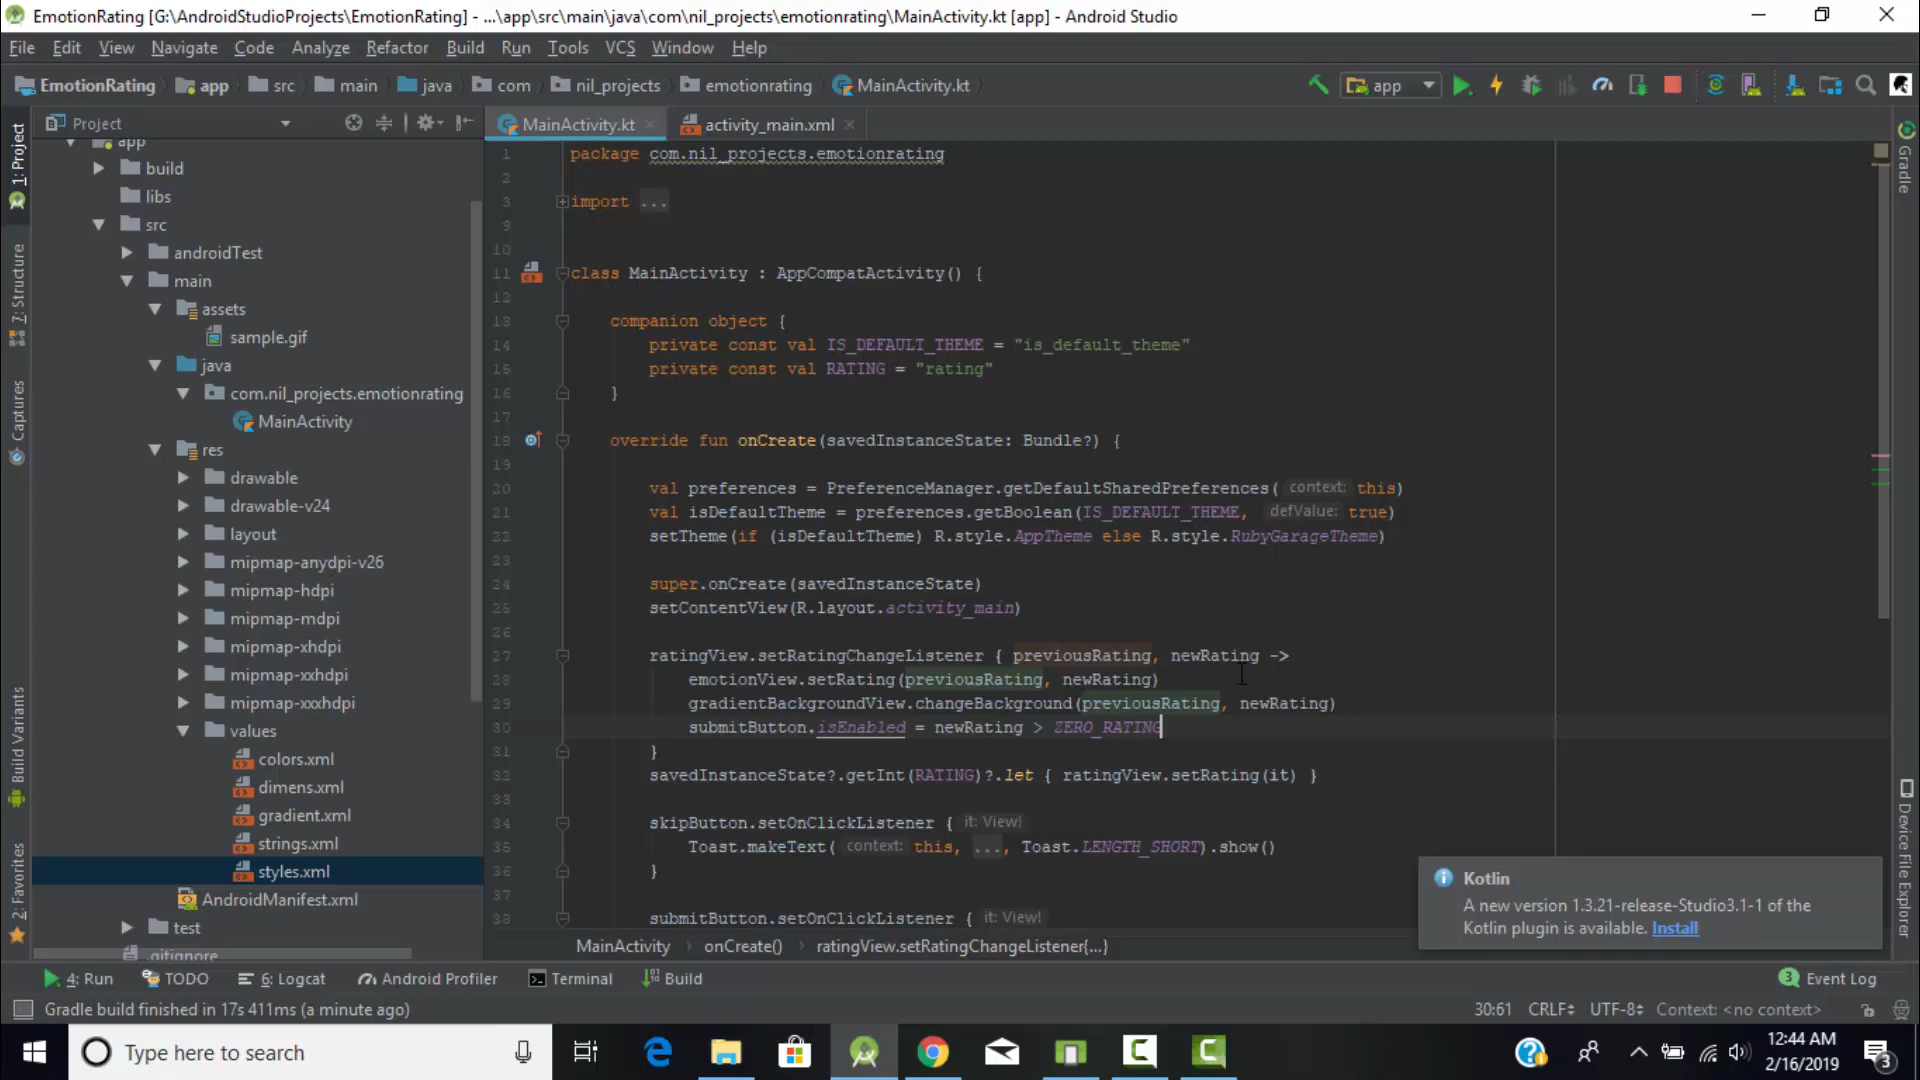 EmotionRating [G:\AndroidStudioProjects\EmotionRating] - ...\app\src\main\java\com\nil_projects\emotionrating\MainActivity.kt [app] - Android Studio
File Edit View Navigate Code Analyze Refactor Build Run Tools VCS Window Help
EmotionRating app src main java com nil_projects emotionrating MainActivity.kt app
Project
MainActivity.kt activity_main.xml
app
build
libs
src
androidTest
main
assets
sample.gif
java
com.nil_projects.emotionrating
MainActivity
res
drawable
drawable-v24
layout
mipmap-anydpi-v26
mipmap-hdpi
mipmap-mdpi
mipmap-xhdpi
mipmap-xxhdpi
mipmap-xxxhdpi
values
colors.xml
dimens.xml
gradient.xml
strings.xml
styles.xml
AndroidManifest.xml
test
.gitignore
1: Project
7: Structure
Captures
Build Variants
2: Favorites
1 package com.nil_projects.emotionrating
2
3 import ...
9
10
11 class MainActivity : AppCompatActivity() {
12
13 companion object {
14 private const val IS_DEFAULT_THEME = "is_default_theme"
15 private const val RATING = "rating"
16 }
17
18 override fun onCreate(savedInstanceState: Bundle?) {
19
20 val preferences = PreferenceManager.getDefaultSharedPreferences( context: this)
21 val isDefaultTheme = preferences.getBoolean(IS_DEFAULT_THEME, defValue: true)
22 setTheme(if (isDefaultTheme) R.style.AppTheme else R.style.RubyGarageTheme)
23
24 super.onCreate(savedInstanceState)
25 setContentView(R.layout.activity_main)
26
27 ratingView.setRatingChangeListener { previousRating, newRating ->
28 emotionView.setRating(previousRating, newRating)
29 gradientBackgroundView.changeBackground(previousRating, newRating)
30 submitButton.isEnabled = newRating > ZERO_RATING
31 }
32 savedInstanceState?.getInt(RATING)?.let { ratingView.setRating(it) }
33
34 skipButton.setOnClickListener { it: View!
35 Toast.makeText( context: this, ..., Toast.LENGTH_SHORT).show()
36 }
37
38 submitButton.setOnClickListener { it: View!
MainActivity onCreate() ratingView.setRatingChangeListener{...}
Gradle
Device File Explorer
Kotlin
A new version 1.3.21-release-Studio3.1-1 of the
Kotlin plugin is available. Install
4: Run TODO 6: Logcat Android Profiler Terminal Build 3 Event Log
Gradle build finished in 17s 411ms (a minute ago) 30:61 CRLF UTF-8 Context: <no context>
Type here to search
12:44 AM
2/16/2019
3